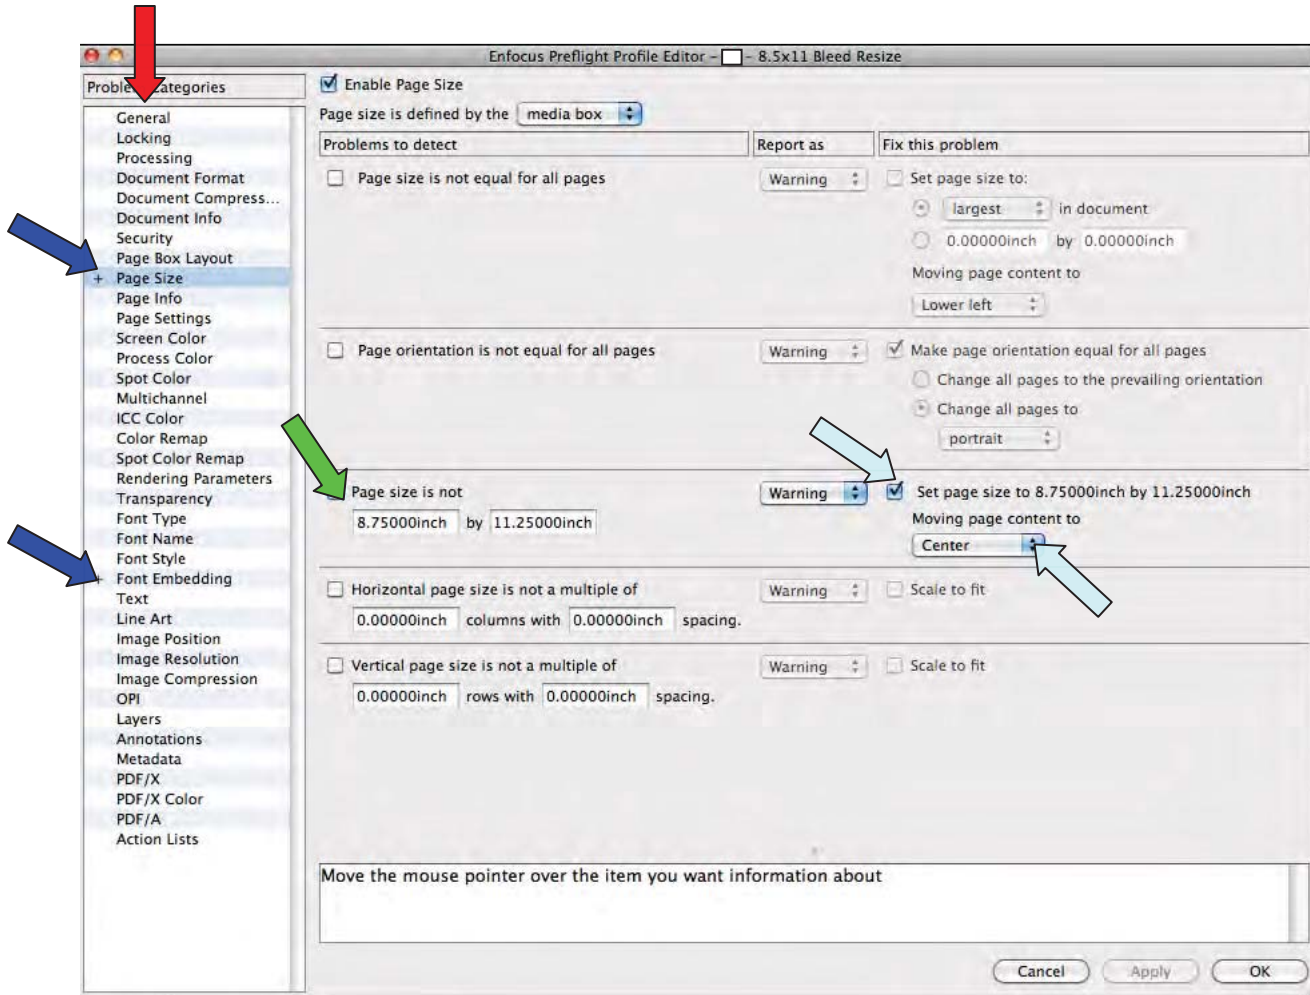 Enfocus Preflight Profile Editor - - 8.5x11 Bleed Resize
Categories
General
Locking
Processing
Document Format
Document Compress...
Document Info
Security
Page Box Layout
+ Page Size
Page Info
Page Settings
Screen Color
Process Color
Spot Color
Multichannel
ICC Color
Color Remap
Spot Color Remap
Rendering Parameters
Transparency
Font Type
Font Name
Font Style
+ Font Embedding
Text
Line Art
Image Position
Image Resolution
Image Compression
OPI
Layers
Annotations
Metadata
PDF/X
PDF/X Color
PDF/A
Action Lists
Enable Page Size
Page size is defined by the media box
Problems to detect Report as Fix this problem
Page size is not equal for all pages Warning Set page size to:
largest in document
0.00000inch by 0.00000inch
Moving page content to
Lower left
Page orientation is not equal for all pages Warning Make page orientation equal for all pages
Change all pages to the prevailing orientation
Change all pages to
portrait
Page size is not Warning Set page size to 8.75000inch by 11.25000inch
8.75000inch by 11.25000inch
Moving page content to
Center
Horizontal page size is not a multiple of Warning Scale to fit
0.00000inch columns with 0.00000inch spacing.
Vertical page size is not a multiple of Warning Scale to fit
0.00000inch rows with 0.00000inch spacing.
Move the mouse pointer over the item you want information about
Cancel Apply OK